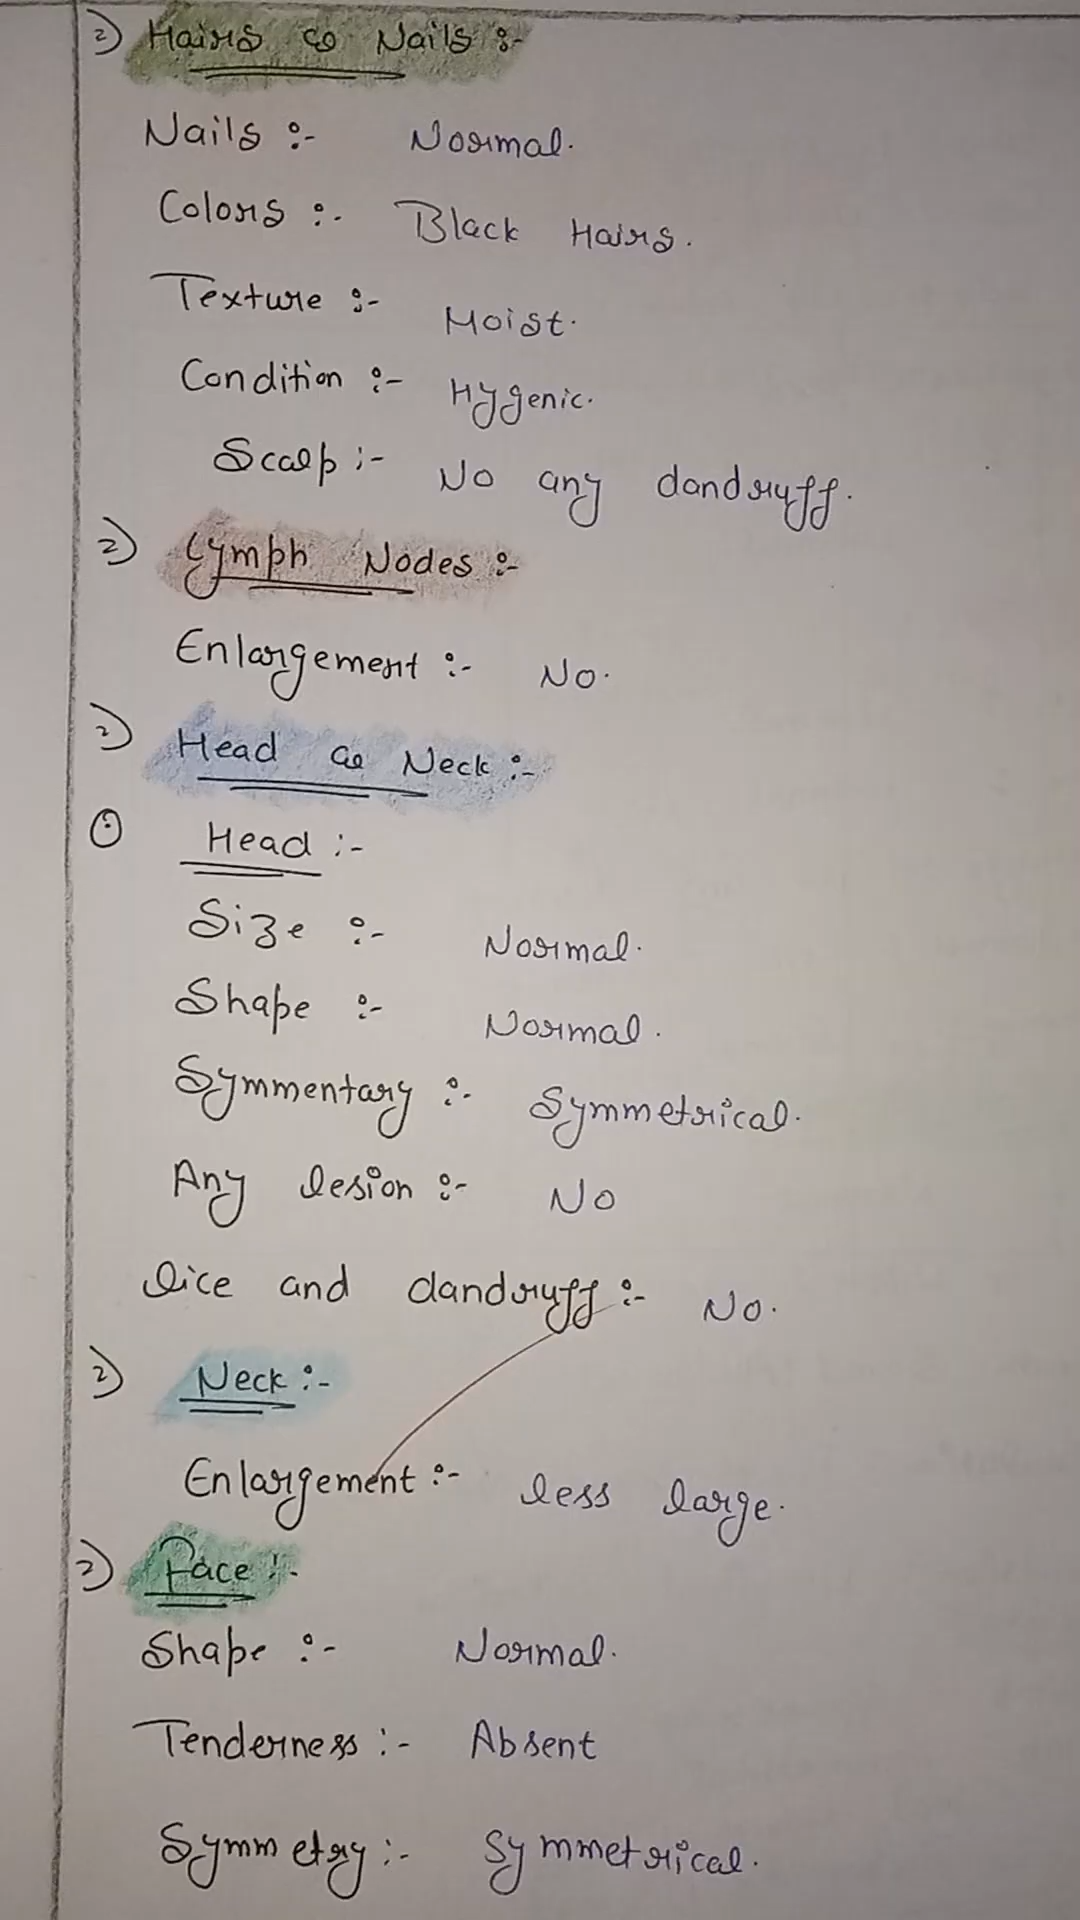 2) Hairs & Nails :-
Nails :- Normal.
Colors :- Black Hairs.
Texture :- Moist.
Condition :- Hygenic.
Scalp :- No any dandruff.
2) Lymph Nodes :-
Enlargement :- No.
2) Head & Neck :-
Head :-
Size :- Normal.
Shape :- Normal.
Symmentary :- Symmetrical.
Any lesion :- No
lice and dandruff :- No.
2) Neck :-
Enlargement :- less large.
2) Face :-
Shape :- Normal.
Tenderness :- Absent
Symmetry :- Symmetrical.